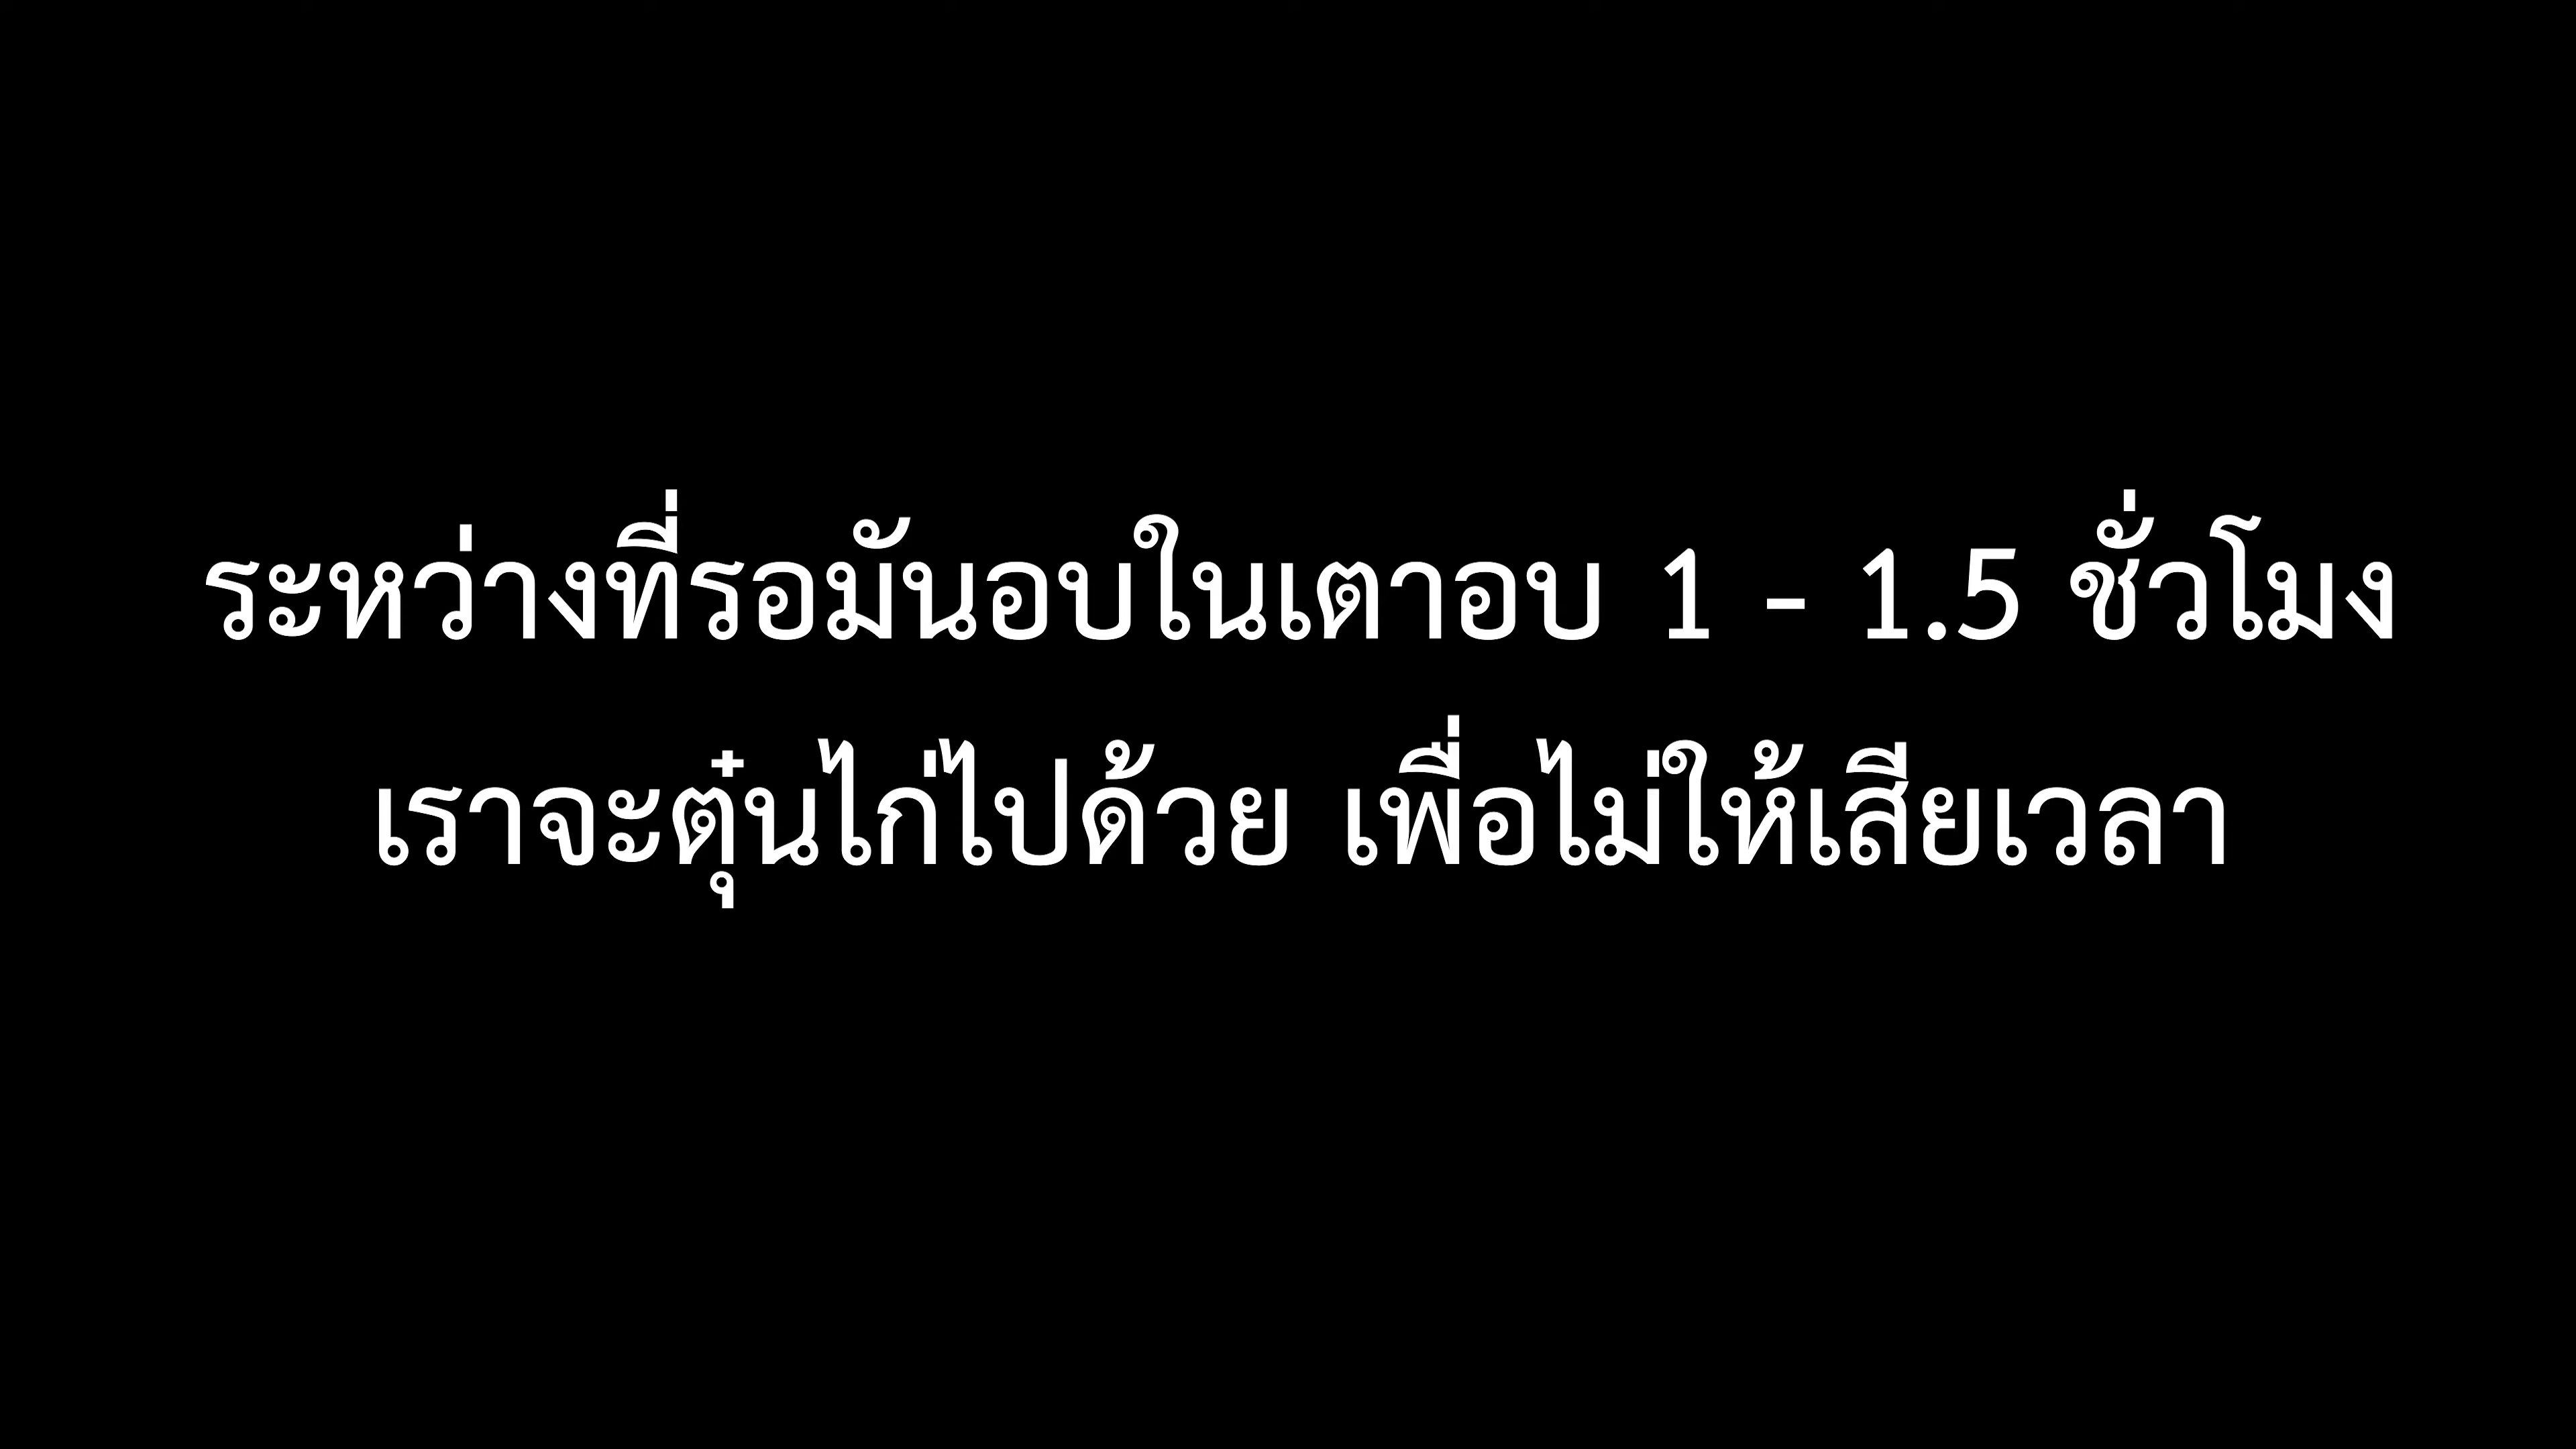 ระหว่างที่รอมันอบในเตาอบ 1 - 1.5 ชั่วโมง
เราจะตุ๋นไก่ไปด้วย เพื่อไม่ให้เสียเวลา